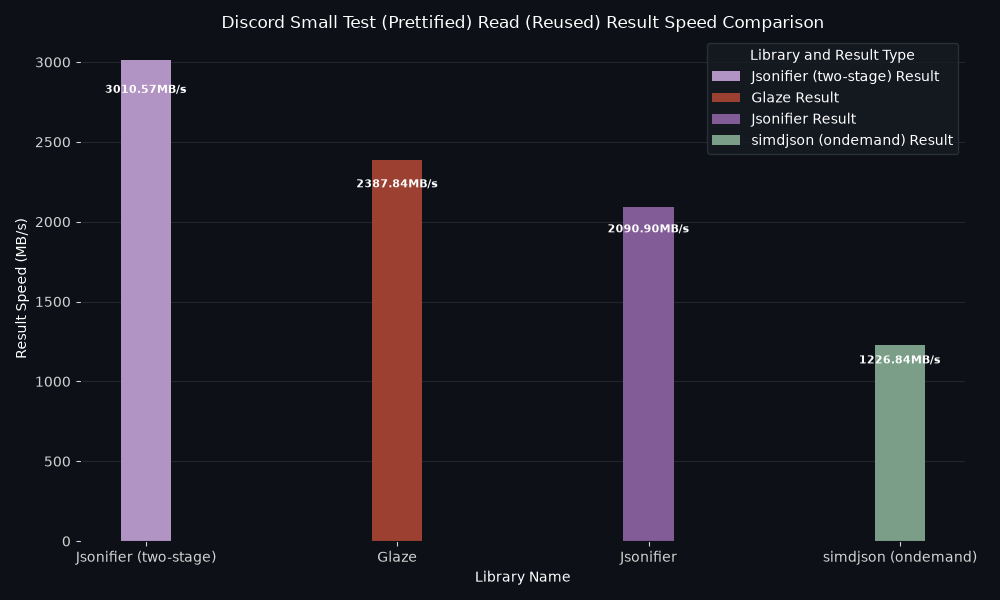 Discord Small Test (Prettified) Read (Reused) Result Speed Comparison
Library and Result Type
Jsonifier (two-stage) Result
Glaze Result
Jsonifier Result
simdjson (ondemand) Result
3000
2500
2000
1500
1000
500
0
Result Speed (MB/s)
3010.57MB/s
2387.84MB/s
2090.90MB/s
1226.84MB/s
Jsonifier (two-stage)
Glaze
Jsonifier
simdjson (ondemand)
Library Name